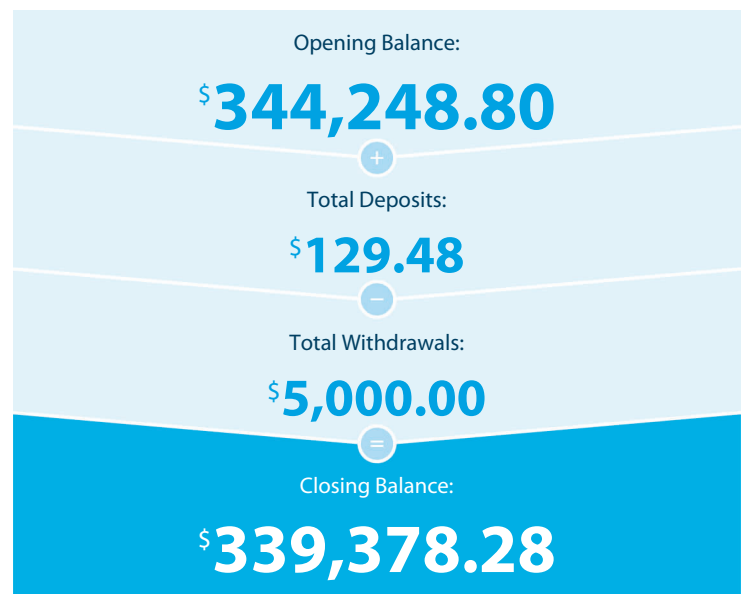 Opening Balance:
$344,248.80
+
Total Deposits:
$129.48
−
Total Withdrawals:
$5,000.00
=
Closing Balance:
$339,378.28